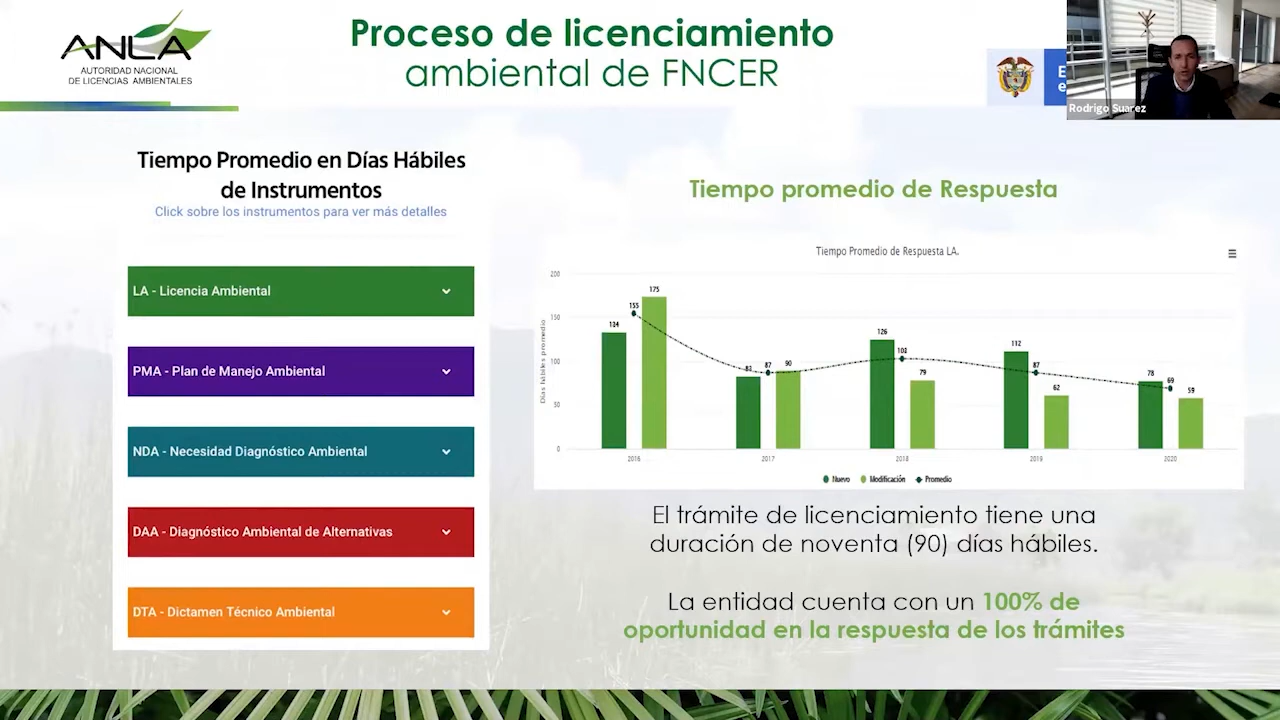 ANLA
AUTORIDAD NACIONAL
DE LICENCIAS AMBIENTALES
Proceso de licenciamiento
ambiental de FNCER
Rodrigo Suarez
Tiempo Promedio en Días Hábiles
de Instrumentos
Click sobre los instrumentos para ver más detalles
LA - Licencia Ambiental
PMA - Plan de Manejo Ambiental
NDA - Necesidad Diagnóstico Ambiental
DAA - Diagnóstico Ambiental de Alternativas
DTA - Dictamen Técnico Ambiental
Tiempo promedio de Respuesta
Tiempo Promedio de Respuesta LA.
Días hábiles promedio
200
150
100
50
0
134
155
175
83
87
90
126
103
79
112
87
62
78
69
59
2016
2017
2018
2019
2020
Nuevo
Modificación
Promedio
El trámite de licenciamiento tiene una
duración de noventa (90) días hábiles.
La entidad cuenta con un 100% de
oportunidad en la respuesta de los trámites